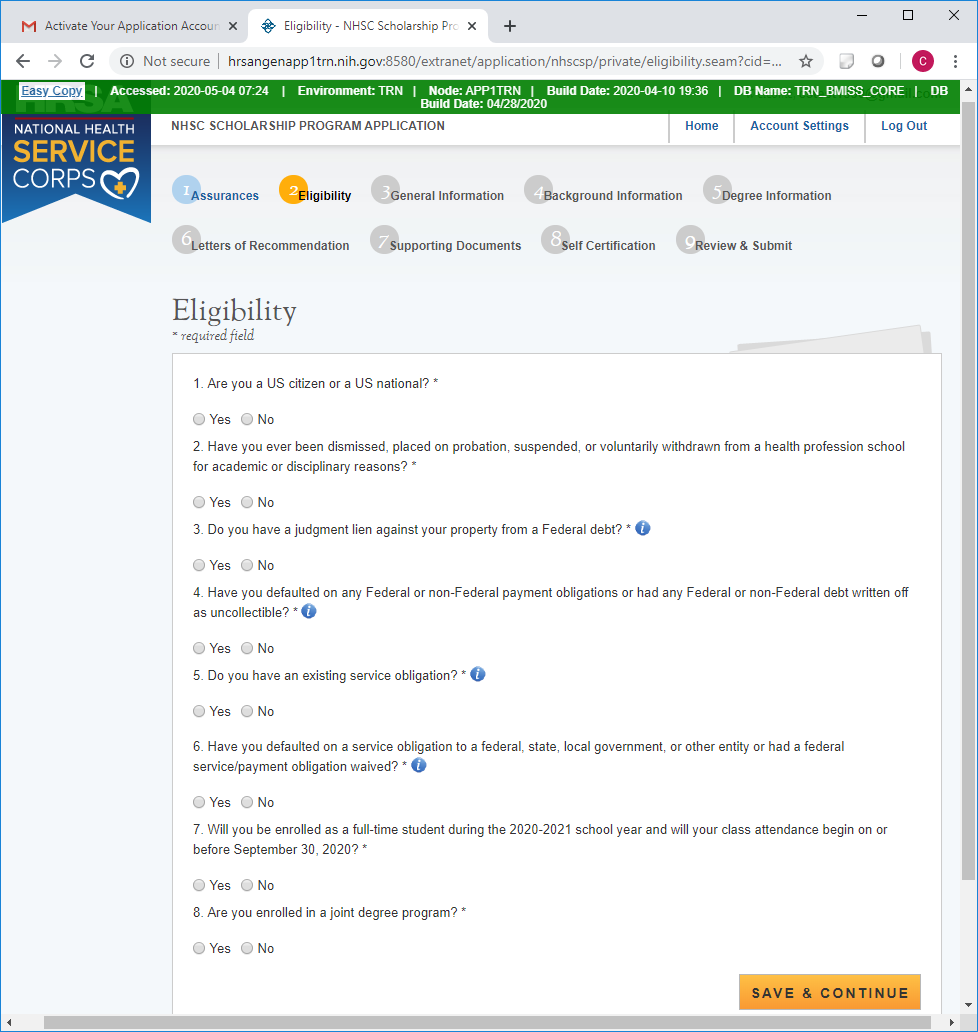 Activate Your Application Accoun
Eligibility - NHSC Scholarship Pro
Not secure | hrsangenapp1trn.nih.gov:8580/extranet/application/nhscsp/private/eligibility.seam?cid=...
C
Easy Copy | Accessed: 2020-05-04 07:24 | Environment: TRN | Node: APP1TRN | Build Date: 2020-04-10 19:36 | DB Name: TRN_BMISS_CORE | DB
Build Date: 04/28/2020
HRSA
NATIONAL HEALTH
SERVICE
CORPS
NHSC SCHOLARSHIP PROGRAM APPLICATION
Home
Account Settings
Log Out
1 Assurances
2 Eligibility
3 General Information
4 Background Information
5 Degree Information
6 Letters of Recommendation
7 Supporting Documents
8 Self Certification
9 Review & Submit
Eligibility
* required field
1. Are you a US citizen or a US national? *
Yes No
2. Have you ever been dismissed, placed on probation, suspended, or voluntarily withdrawn from a health profession school
for academic or disciplinary reasons? *
Yes No
3. Do you have a judgment lien against your property from a Federal debt? * i
Yes No
4. Have you defaulted on any Federal or non-Federal payment obligations or had any Federal or non-Federal debt written off
as uncollectible? * i
Yes No
5. Do you have an existing service obligation? * i
Yes No
6. Have you defaulted on a service obligation to a federal, state, local government, or other entity or had a federal
service/payment obligation waived? * i
Yes No
7. Will you be enrolled as a full-time student during the 2020-2021 school year and will your class attendance begin on or
before September 30, 2020? *
Yes No
8. Are you enrolled in a joint degree program? *
Yes No
SAVE & CONTINUE